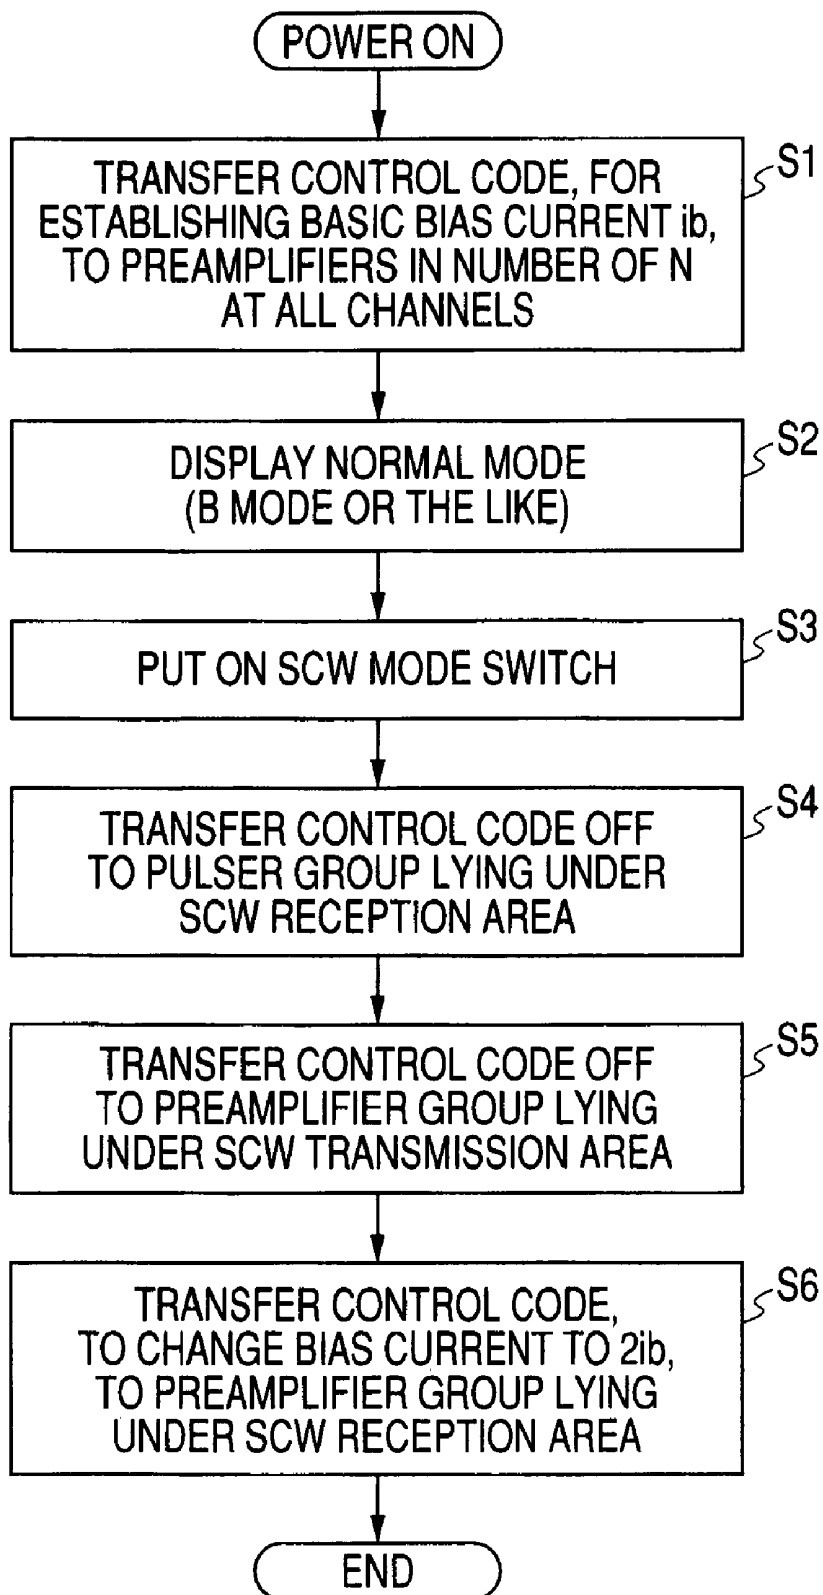 POWER ON
S1
TRANSFER CONTROL CODE, FOR
ESTABLISHING BASIC BIAS CURRENT ib,
TO PREAMPLIFIERS IN NUMBER OF N
AT ALL CHANNELS
S2
DISPLAY NORMAL MODE
(B MODE OR THE LIKE)
S3
PUT ON SCW MODE SWITCH
S4
TRANSFER CONTROL CODE OFF
TO PULSER GROUP LYING UNDER
SCW RECEPTION AREA
S5
TRANSFER CONTROL CODE OFF
TO PREAMPLIFIER GROUP LYING
UNDER SCW TRANSMISSION AREA
S6
TRANSFER CONTROL CODE,
TO CHANGE BIAS CURRENT TO 2ib,
TO PREAMPLIFIER GROUP LYING
UNDER SCW RECEPTION AREA
END